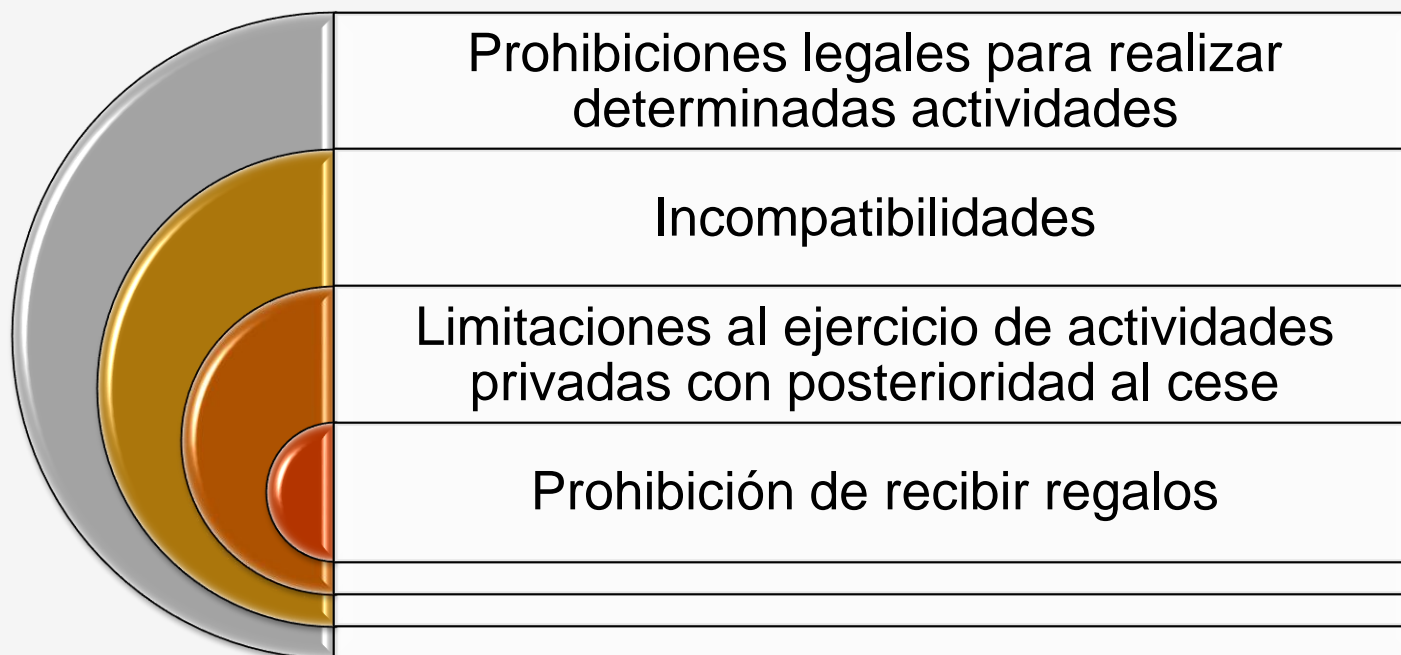 Prohibiciones legales para realizar
determinadas actividades
Incompatibilidades
Limitaciones al ejercicio de actividades
privadas con posterioridad al cese
Prohibición de recibir regalos